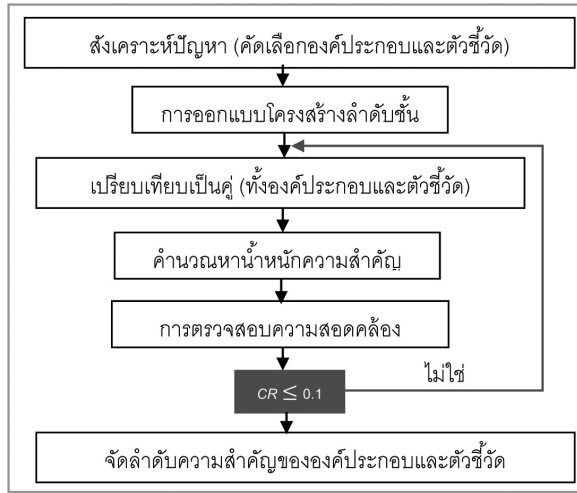 สังเคราะห์ปัญหา (คัดเลือกองค์ประกอบและตัวชี้วัด)
การออกแบบโครงสร้างลำดับชั้น
เปรียบเทียบเป็นคู่ (ทั้งองค์ประกอบและตัวชี้วัด)
คำนวณหาน้ำหนักความสำคัญ
การตรวจสอบความสอดคล้อง
ไม่ใช่
CR ≤ 0.1
จัดลำดับความสำคัญขององค์ประกอบและตัวชี้วัด